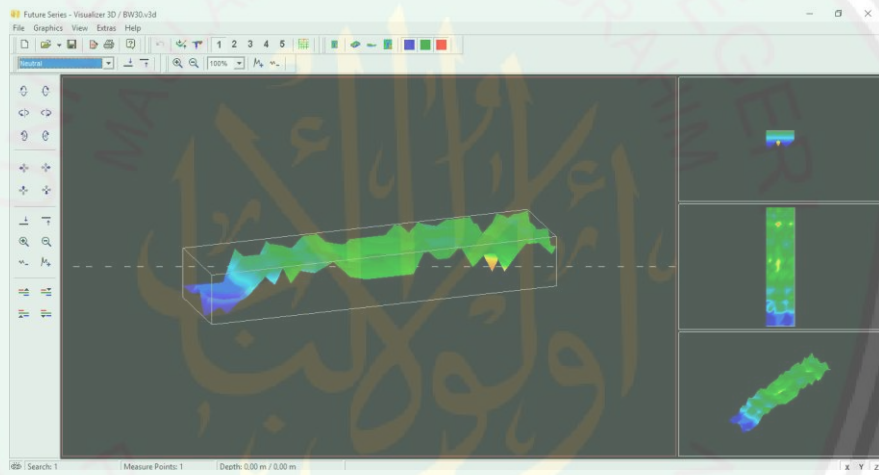 Future Series - Visualizer 3D / BW30.v3d
File Graphics View Extras Help
1 2 3 4 5
Neutral
100%
Search: 1
Measure Points: 1
Depth: 0,00 m / 0,00 m
X Y Z